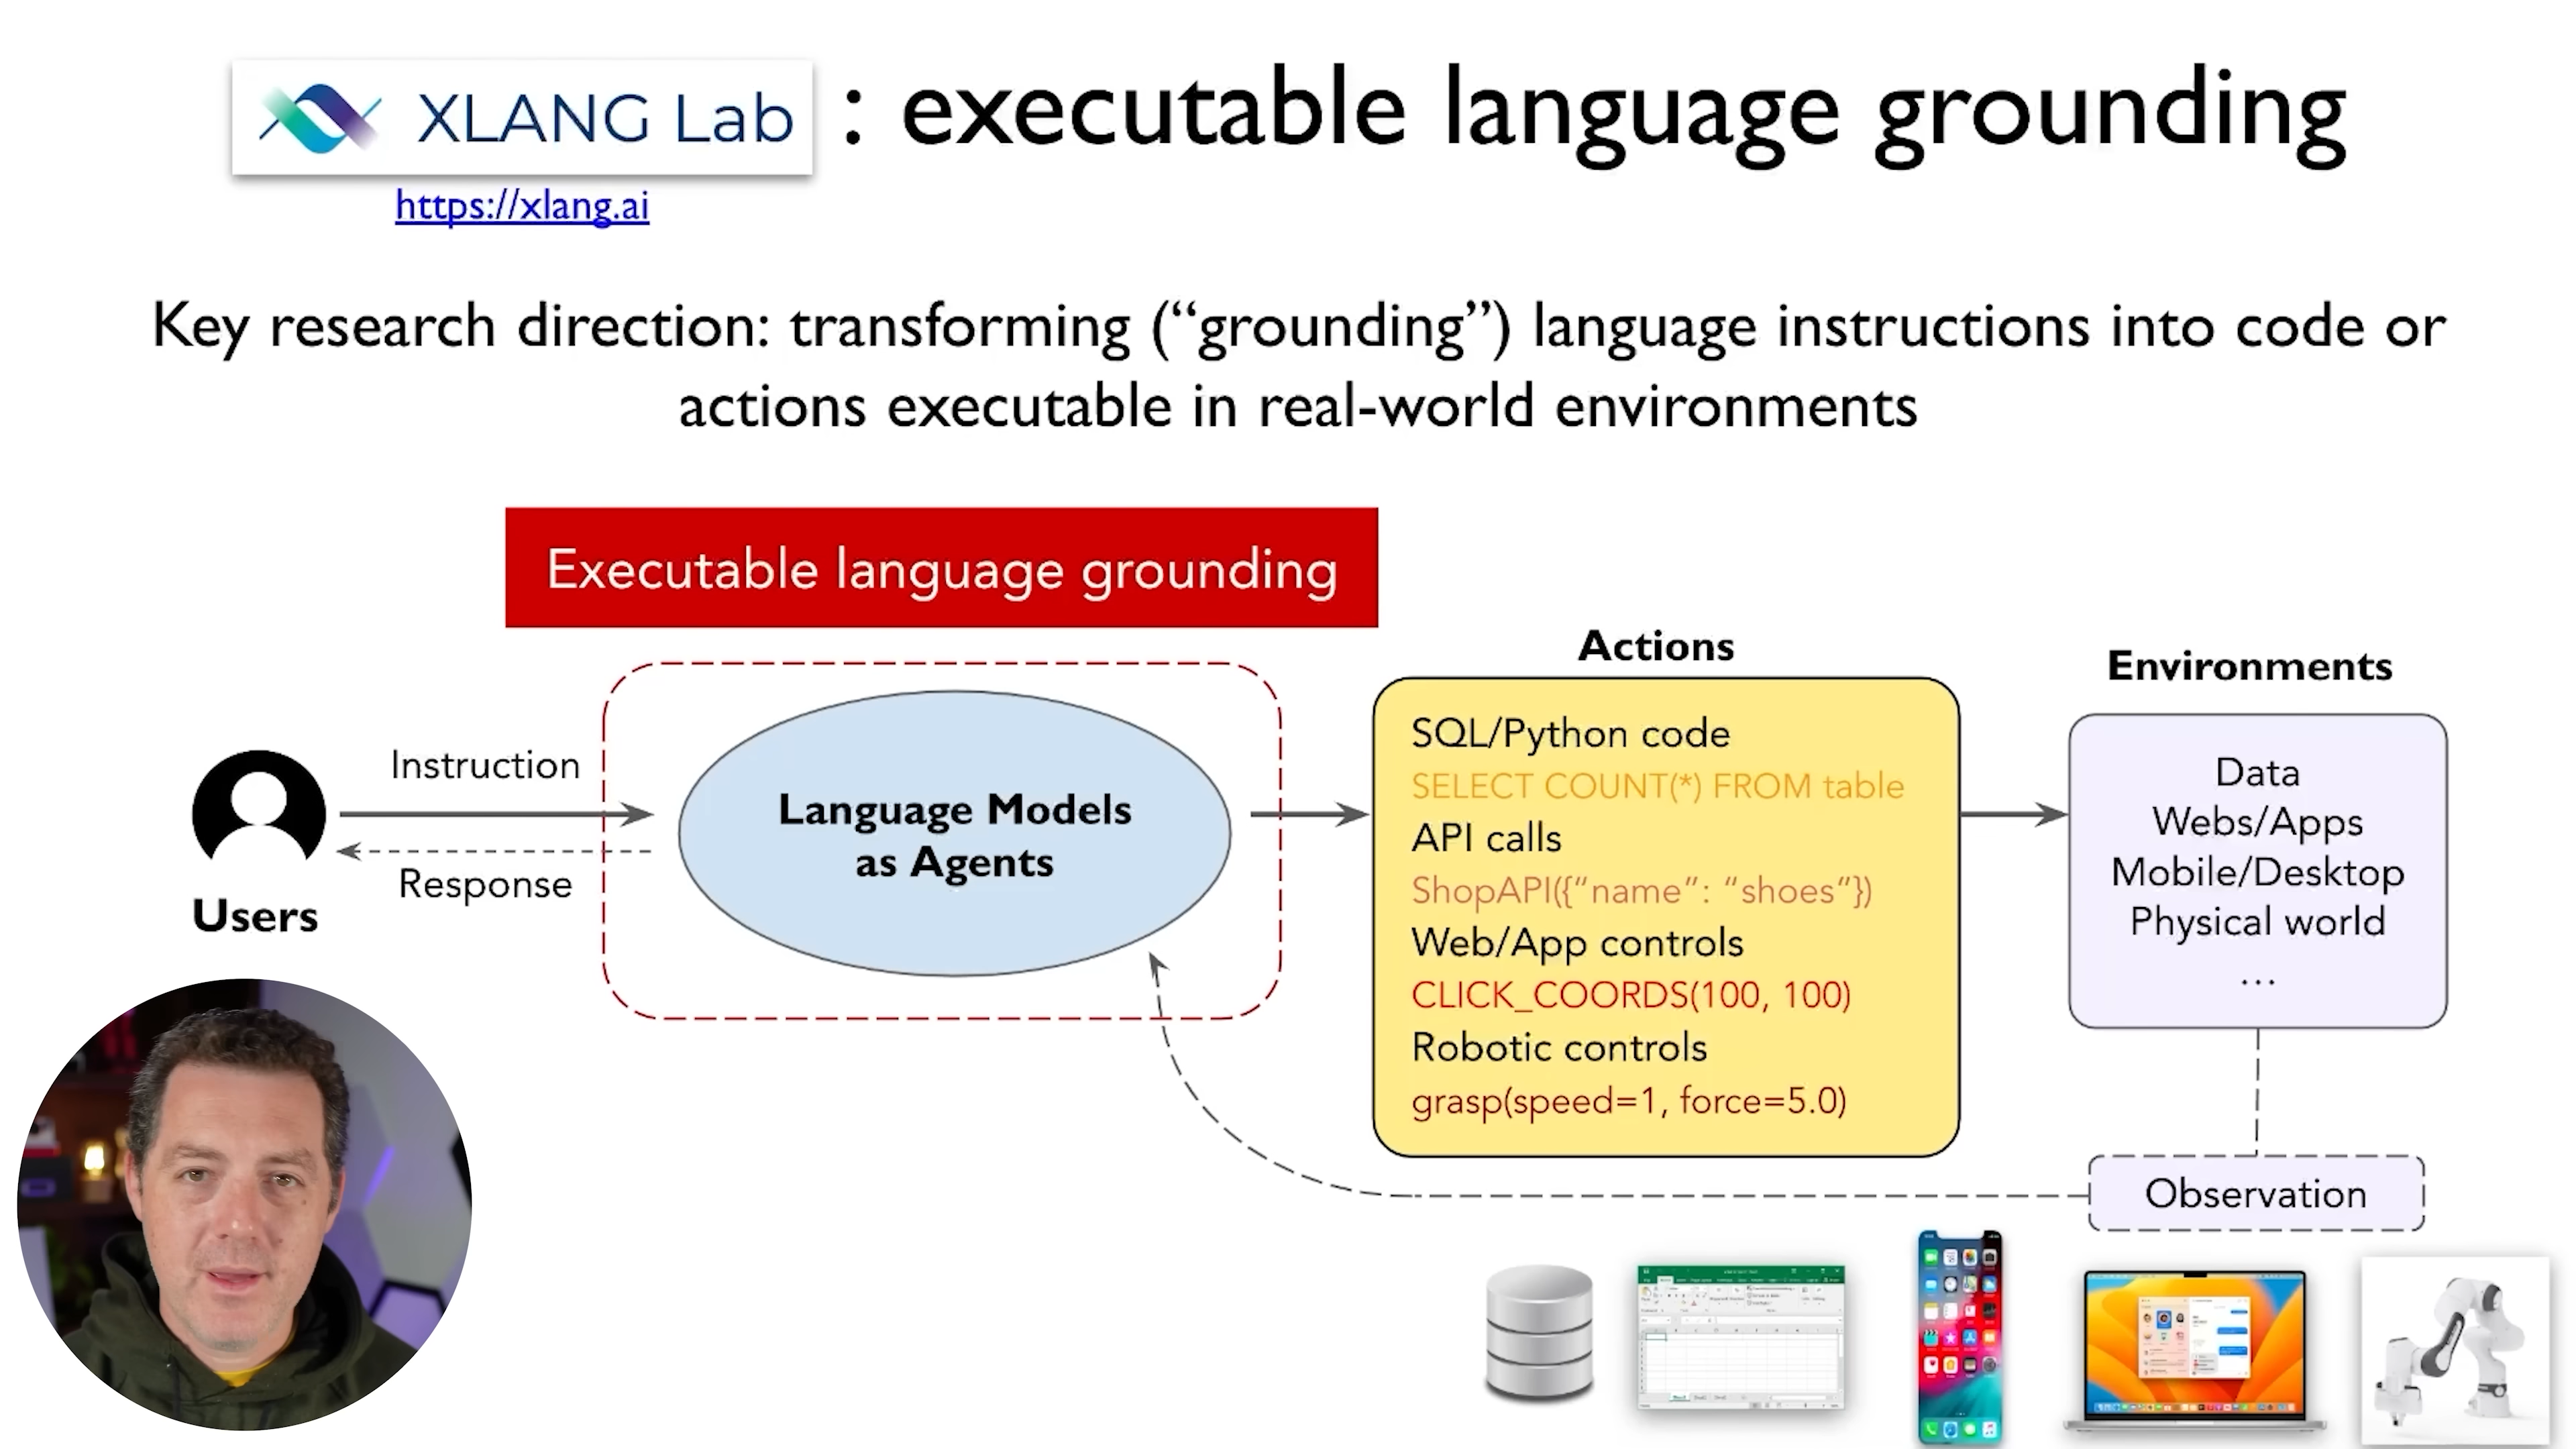 XLANG Lab : executable language grounding
https://xlang.ai
Key research direction: transforming (“grounding”) language instructions into code or
actions executable in real-world environments
Executable language grounding
Users
Instruction
Response
Language Models
as Agents
Actions
SQL/Python code
SELECT COUNT(*) FROM table
API calls
ShopAPI({“name”: “shoes”})
Web/App controls
CLICK_COORDS(100, 100)
Robotic controls
grasp(speed=1, force=5.0)
Environments
Data
Webs/Apps
Mobile/Desktop
Physical world
...
Observation